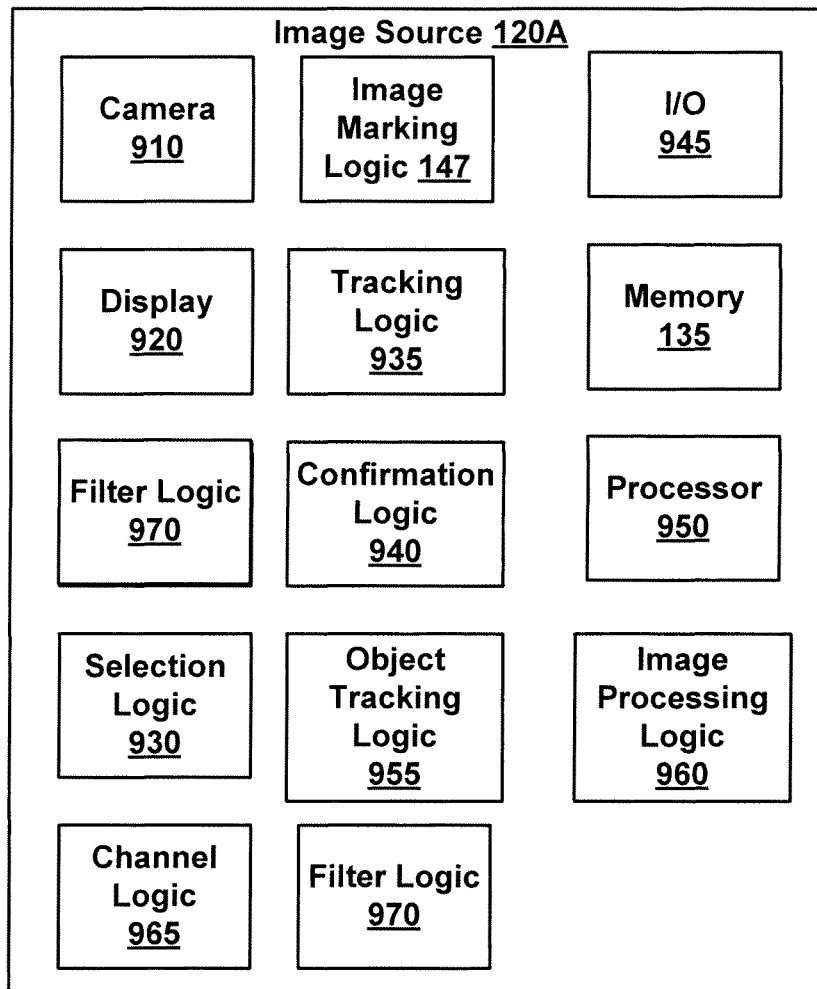 Image Source 120A
Camera
910
Image
Marking
Logic 147
I/O
945
Display
920
Tracking
Logic
935
Memory
135
Filter Logic
970
Confirmation
Logic
940
Processor
950
Selection
Logic
930
Object
Tracking
Logic
955
Image
Processing
Logic
960
Channel
Logic
965
Filter Logic
970